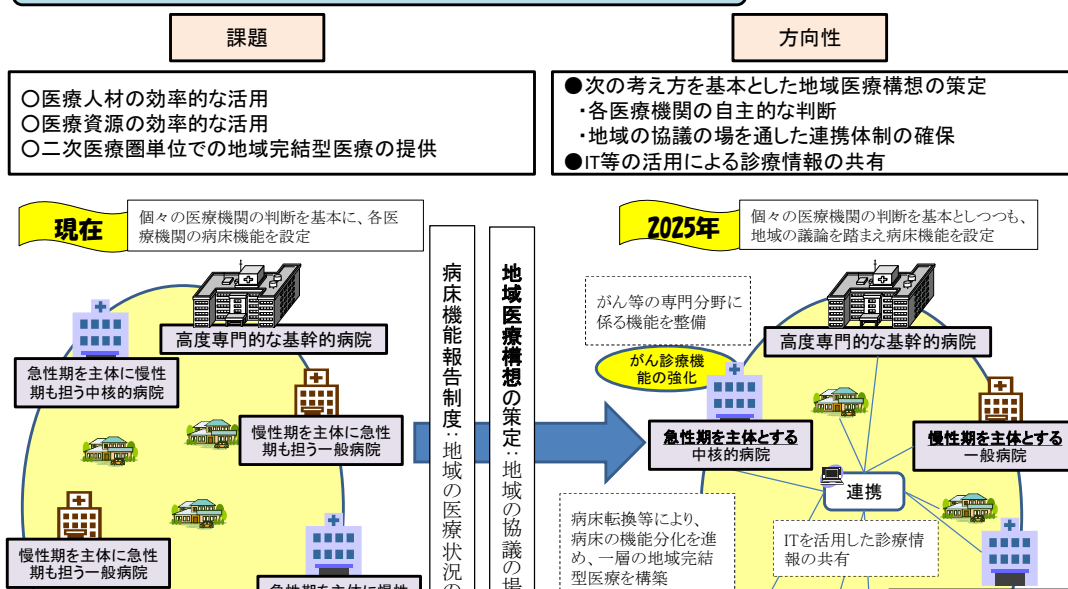 課題
方向性
〇医療人材の効率的な活用
〇医療資源の効率的な活用
〇二次医療圏単位での地域完結型医療の提供
●次の考え方を基本とした地域医療構想の策定
・各医療機関の自主的な判断
・地域の協議の場を通した連携体制の確保
●IT等の活用による診療情報の共有
現在
個々の医療機関の判断を基本に、各医
療機関の病床機能を設定
高度専門的な基幹的病院
急性期を主体に慢性
期も担う中核的病院
慢性期を主体に急性
期も担う一般病院
慢性期を主体に急性
期も担う一般病院
急性期を主体に慢性
病床機能報告制度：地域の医療状況の
地域医療構想の策定：地域の協議の場
2025年
個々の医療機関の判断を基本としつつも、
地域の議論を踏まえ病床機能を設定
がん等の専門分野に
係る機能を整備
高度専門的な基幹的病院
がん診療機
能の強化
急性期を主体とする
中核的病院
慢性期を主体とする
一般病院
連携
病床転換等により、
病床の機能分化を進
め、一層の地域完結
型医療を構築
ITを活用した診療情
報の共有